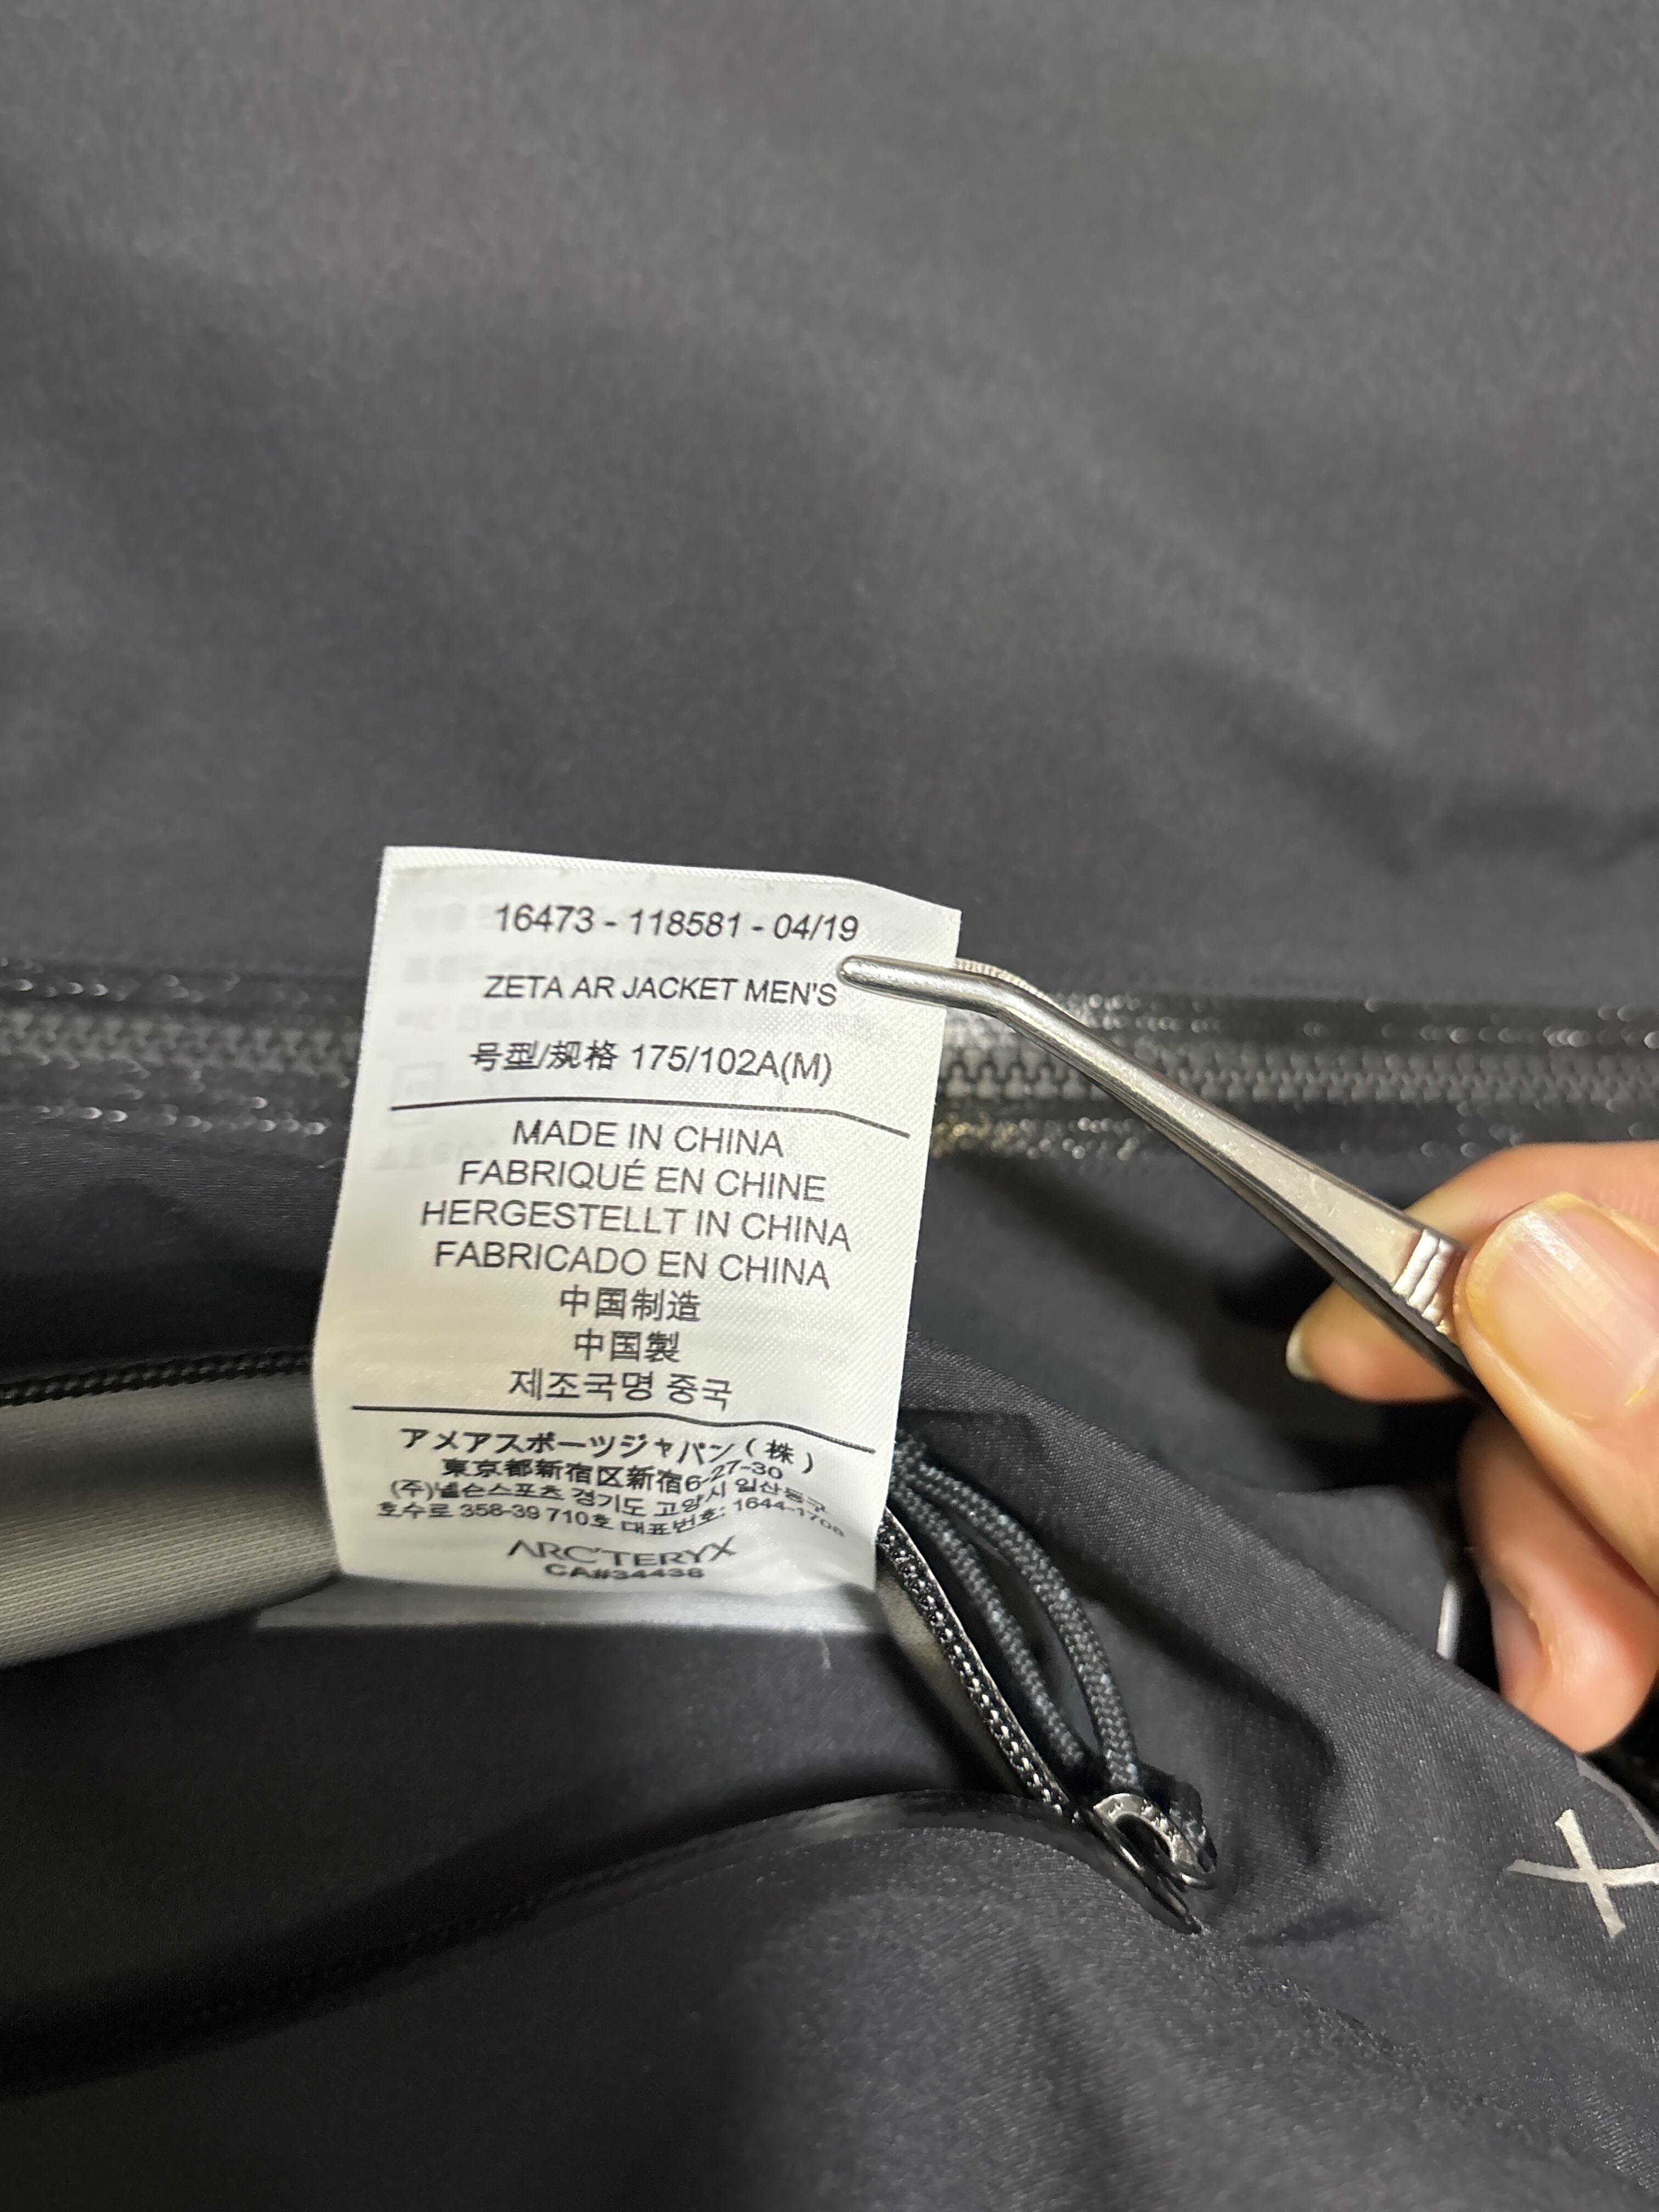 16473 - 118581 - 04/19
ZETA AR JACKET MEN'S
号型/规格 175/102A(M)
MADE IN CHINA
FABRIQUÉ EN CHINE
HERGESTELLT IN CHINA
FABRICADO EN CHINA
中国制造
中国製
제조국명 중국
アメアスポーツジャパン(株)
東京都新宿区新宿6-27-30
(주)넬슨스포츠 경기도 고양시 일산동구
호수로 358-39 710호 대표번호: 1644-1708
ARC'TERYX
CA#34438
X